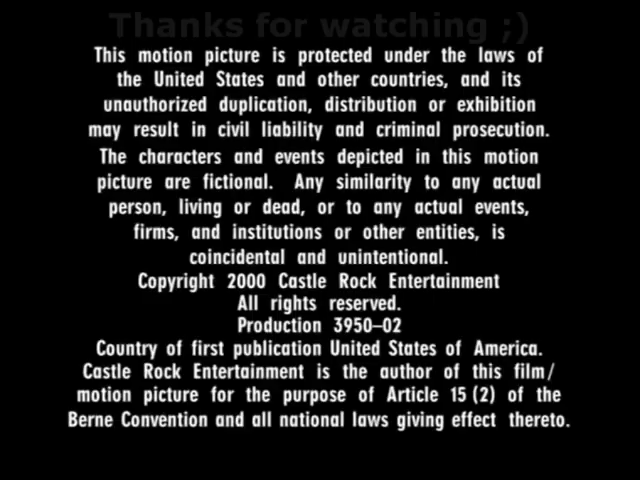 Thanks for watching ;)
This motion picture is protected under the laws of
the United States and other countries, and its
unauthorized duplication, distribution or exhibition
may result in civil liability and criminal prosecution.
The characters and events depicted in this motion
picture are fictional. Any similarity to any actual
person, living or dead, or to any actual events,
firms, and institutions or other entities, is
coincidental and unintentional.
Copyright 2000 Castle Rock Entertainment
All rights reserved.
Production 3950–02
Country of first publication United States of America.
Castle Rock Entertainment is the author of this film/
motion picture for the purpose of Article 15 (2) of the
Berne Convention and all national laws giving effect thereto.